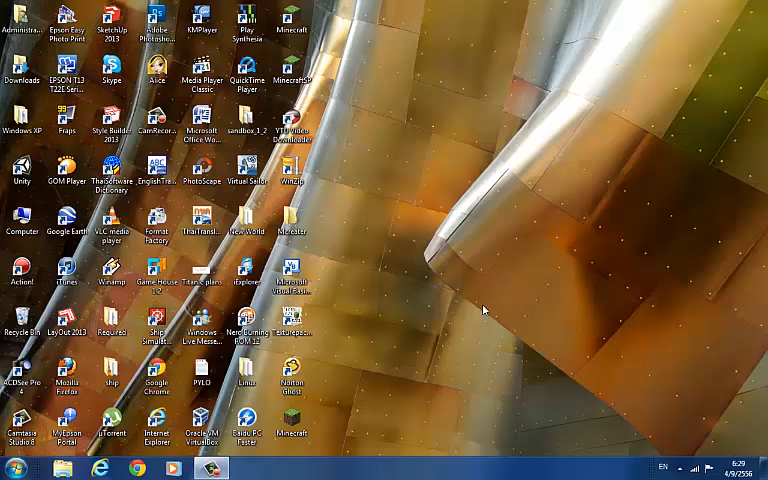 Administra...
Epson Easy
Photo Print
SketchUp
2013
Adobe
Photosho...
KMPlayer
Play
Synthesia
Minecraft
Downloads
EPSON T13
T22E Seri...
Skype
Alice
Media Player
Classic
QuickTime
Player
MinecraftSP
Windows XP
Fraps
Style Builder
2013
CamRecor...
Microsoft
Office Wo...
sandbox_1_2
YTD Video
Downloader
Unity
GOM Player
ThaiSoftware
Dictionary
EnglishTra...
PhotoScape
Virtual Sailor
WinZip
Computer
Google Earth
VLC media
player
Format
Factory
ThaiTransl...
New World
Mcreater
Action!
iTunes
Winamp
Game House
1.2
Titanic plans
iExplorer
Microsoft
Virtual Basi...
Recycle Bin
LayOut 2013
Required
Ship
Simulat...
Windows
Live Messe...
Nero Burning
ROM 12
Texturepac...
ACDSee Pro
4
Mozilla
Firefox
ship
Google
Chrome
PYLO
Linux
Norton
Ghost
Camtasia
Studio 8
MyEpson
Portal
uTorrent
Internet
Explorer
Oracle VM
VirtualBox
Baidu PC
Faster
Minecraft
EN
6:29
4/9/2556